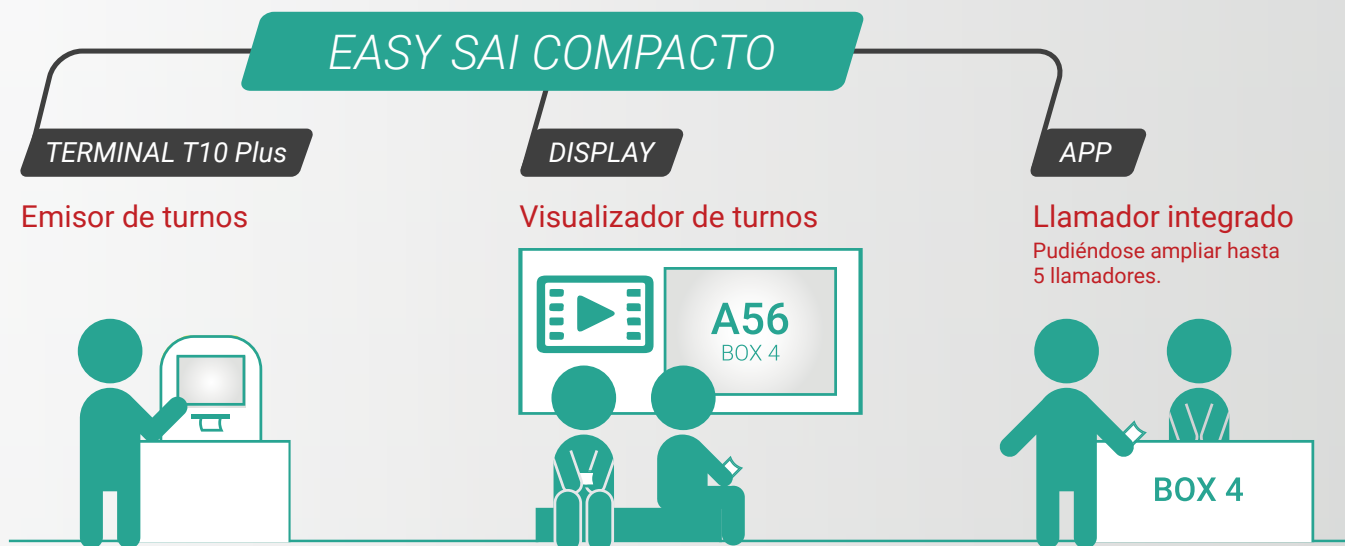 EASY SAI COMPACTO
TERMINAL T10 Plus
Emisor de turnos
DISPLAY
Visualizador de turnos
A56
BOX 4
APP
Llamador integrado
Pudiéndose ampliar hasta
5 llamadores.
BOX 4